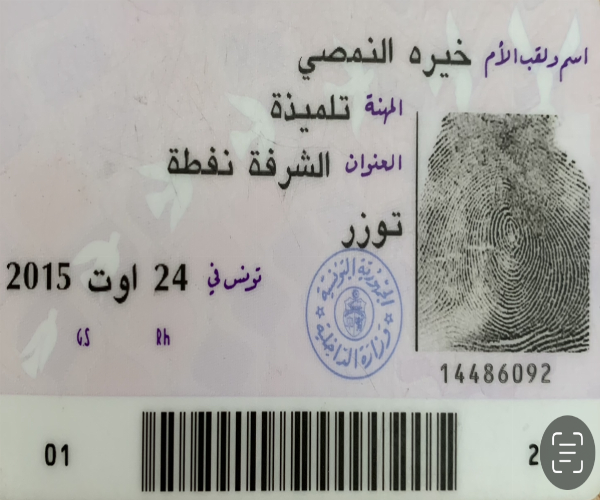 اسم ولقب الأم خيره النمصي
المهنة تلميذة
العنوان الشرفة نفطة
توزر
تونس في 24 اوت 2015
GS Rh
الجمهورية التونسية
وزارة الداخلية
14486092
01
2